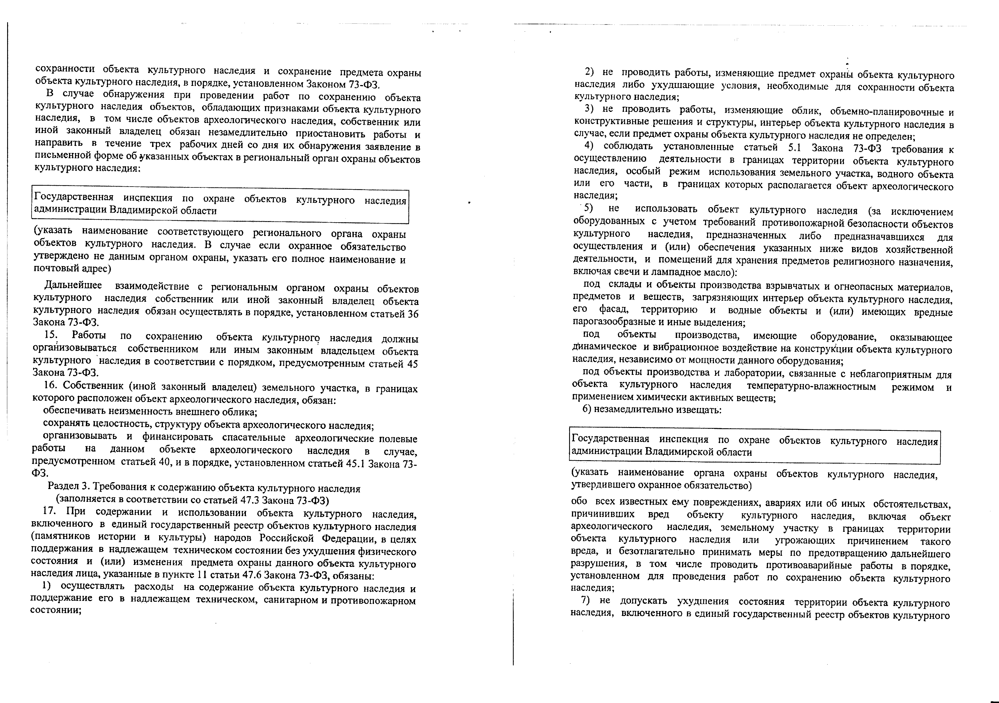 сохранности объекта культурного наследия и сохранение предмета охраны
объекта культурного наследия, в порядке, установленном Законом 73-ФЗ.
В случае обнаружения при проведении работ по сохранению объекта
культурного наследия объектов, обладающих признаками объекта культурного
наследия, в том числе объектов археологического наследия, собственник или
иной законный владелец обязан незамедлительно приостановить работы и
направить в течение трех рабочих дней со дня их обнаружения заявление в
письменной форме об указанных объектах в региональный орган охраны объектов
культурного наследия:
Государственная инспекция по охране объектов культурного наследия
администрации Владимирской области
(указать наименование соответствующего регионального органа охраны
объектов культурного наследия. В случае если охранное обязательство
утверждено не данным органом охраны, указать его полное наименование и
почтовый адрес)
Дальнейшее взаимодействие с региональным органом охраны объектов
культурного наследия собственник или иной законный владелец объекта
культурного наследия обязан осуществлять в порядке, установленном статьей 36
Закона 73-ФЗ.
15. Работы по сохранению объекта культурного наследия должны
организовываться собственником или иным законным владельцем объекта
культурного наследия в соответствии с порядком, предусмотренным статьей 45
Закона 73-ФЗ.
16. Собственник (иной законный владелец) земельного участка, в границах
которого расположен объект археологического наследия, обязан:
обеспечивать неизменность внешнего облика;
сохранять целостность, структуру объекта археологического наследия;
организовывать и финансировать спасательные археологические полевые
работы на данном объекте археологического наследия в случае,
предусмотренном статьей 40, и в порядке, установленном статьей 45.1 Закона 73-
ФЗ.
Раздел 3. Требования к содержанию объекта культурного наследия
(заполняется в соответствии со статьей 47.3 Закона 73-ФЗ)
17. При содержании и использовании объекта культурного наследия,
включенного в единый государственный реестр объектов культурного наследия
(памятников истории и культуры) народов Российской Федерации, в целях
поддержания в надлежащем техническом состоянии без ухудшения физического
состояния и (или) изменения предмета охраны данного объекта культурного
наследия лица, указанные в пункте 11 статьи 47.6 Закона 73-ФЗ, обязаны:
1) осуществлять расходы на содержание объекта культурного наследия и
поддержание его в надлежащем техническом, санитарном и противопожарном
состоянии;
2) не проводить работы, изменяющие предмет охраны объекта культурного
наследия либо ухудшающие условия, необходимые для сохранности объекта
культурного наследия;
3) не проводить работы, изменяющие облик, объемно-планировочные и
конструктивные решения и структуры, интерьер объекта культурного наследия в
случае, если предмет охраны объекта культурного наследия не определен;
4) соблюдать установленные статьей 5.1 Закона 73-ФЗ требования к
осуществлению деятельности в границах территории объекта культурного
наследия, особый режим использования земельного участка, водного объекта
или его части, в границах которых располагается объект археологического
наследия;
5) не использовать объект культурного наследия (за исключением
оборудованных с учетом требований противопожарной безопасности объектов
культурного наследия, предназначенных либо предназначавшихся для
осуществления и (или) обеспечения указанных ниже видов хозяйственной
деятельности, и помещений для хранения предметов религиозного назначения,
включая свечи и лампадное масло):
под склады и объекты производства взрывчатых и огнеопасных материалов,
предметов и веществ, загрязняющих интерьер объекта культурного наследия,
его фасад, территорию и водные объекты и (или) имеющих вредные
парогазообразные и иные выделения;
под объекты производства, имеющие оборудование, оказывающее
динамическое и вибрационное воздействие на конструкции объекта культурного
наследия, независимо от мощности данного оборудования;
под объекты производства и лаборатории, связанные с неблагоприятным для
объекта культурного наследия температурно-влажностным режимом и
применением химически активных веществ;
6) незамедлительно извещать:
Государственная инспекция по охране объектов культурного наследия
администрации Владимирской области
(указать наименование органа охраны объектов культурного наследия,
утвердившего охранное обязательство)
обо всех известных ему повреждениях, авариях или об иных обстоятельствах,
причинивших вред объекту культурного наследия, включая объект
археологического наследия, земельному участку в границах территории
объекта культурного наследия или угрожающих причинением такого
вреда, и безотлагательно принимать меры по предотвращению дальнейшего
разрушения, в том числе проводить противоаварийные работы в порядке,
установленном для проведения работ по сохранению объекта культурного
наследия;
7) не допускать ухудшения состояния территории объекта культурного
наследия, включенного в единый государственный реестр объектов культурного